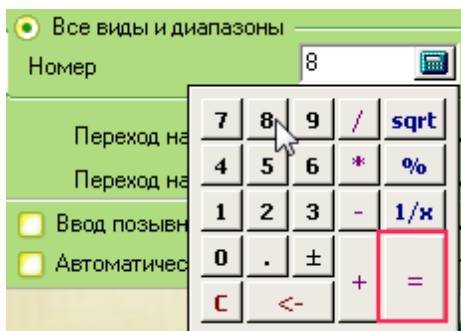 Все виды и диапазоны
Номер 8
Переход на
7 8 9 / sqrt
4 5 6 * %
Переход на
1 2 3 - 1/x
Ввод позывн
0 . ± + =
Автоматичес
C <-